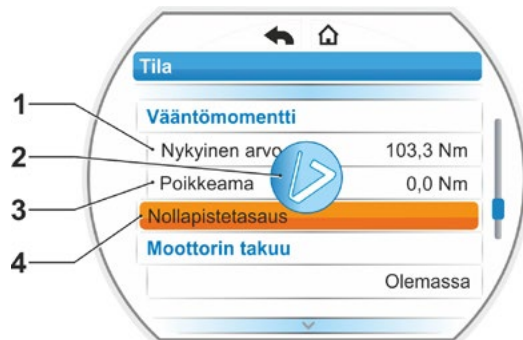 Tila
Vääntömomentti
1
Nykyinen arvo 103,3 Nm
2
Poikkeama 0,0 Nm
3
Nollapistetasaus
4
Moottorin takuu
Olemassa